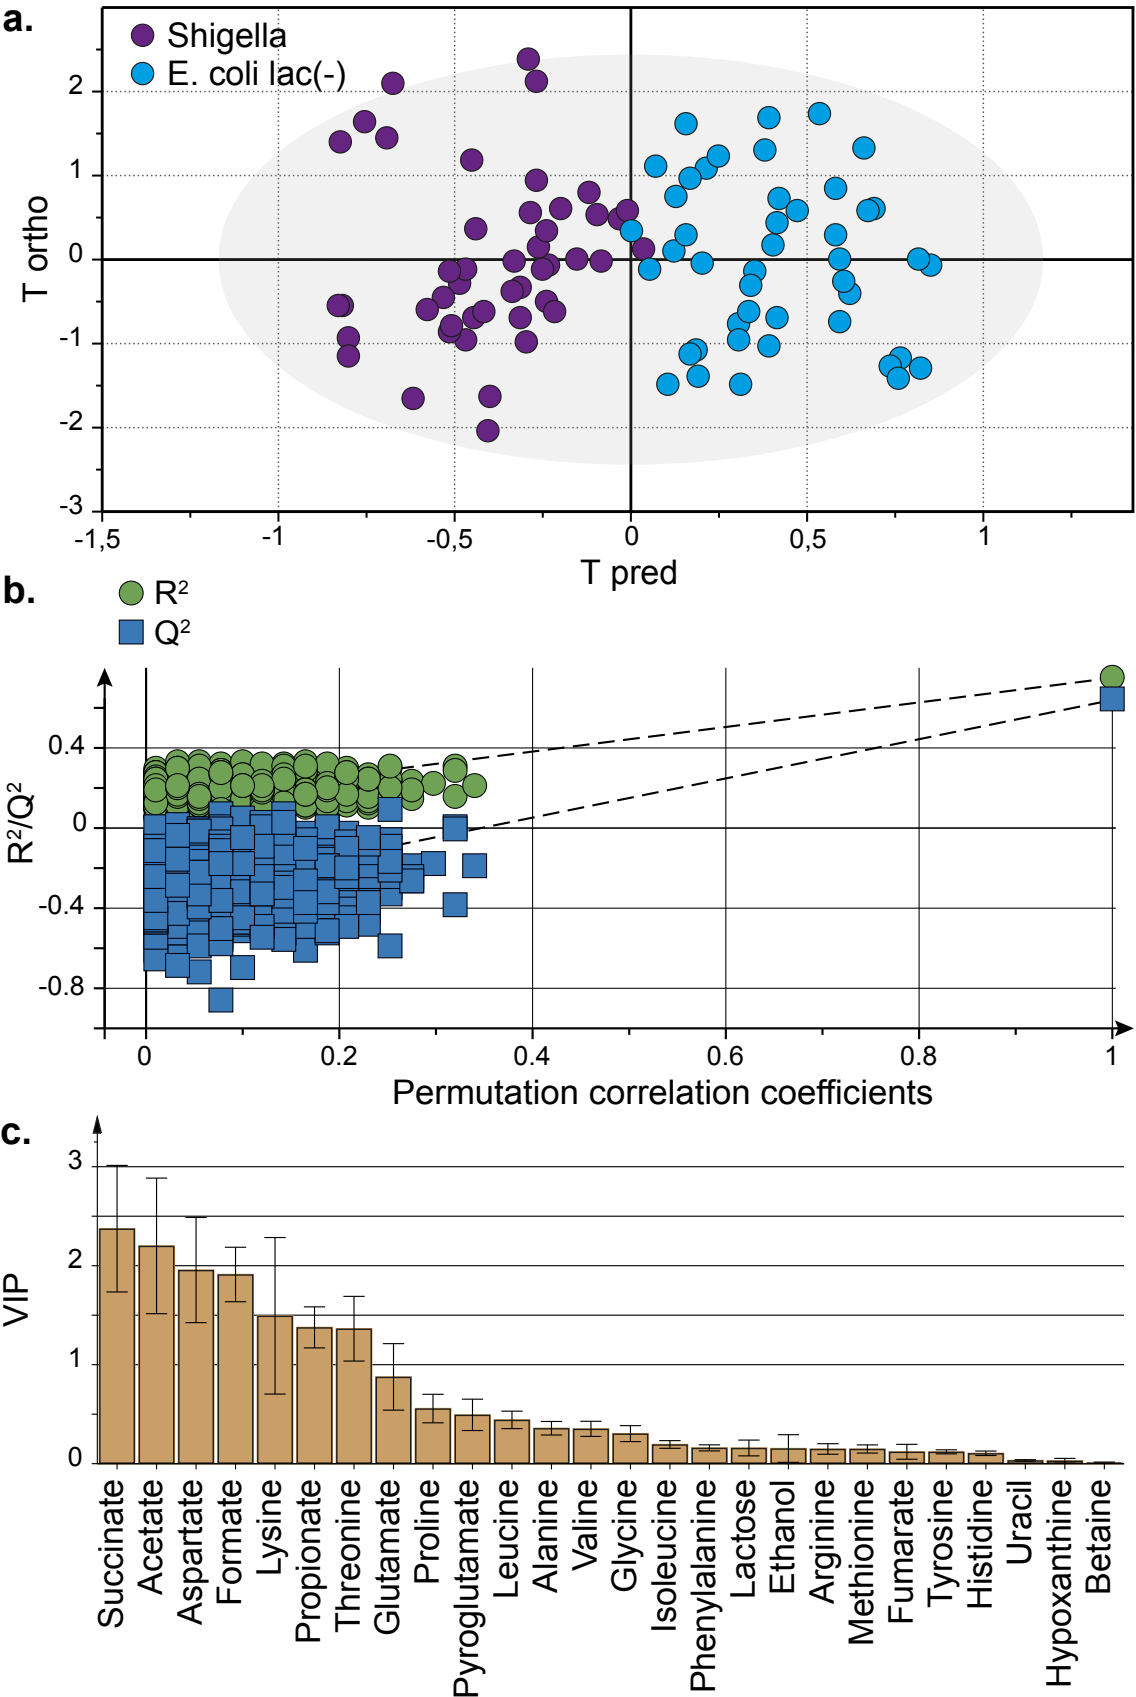 a.
Shigella
E. coli lac(-)
T ortho
2
1
0
-1
-2
-3
-1,5
-1
-0,5
0
0,5
1
T pred
b.
R²
Q²
R²/Q²
0.4
0
-0.4
-0.8
0
0.2
0.4
0.6
0.8
1
Permutation correlation coefficients
c.
VIP
3
2
1
0
Succinate
Acetate
Aspartate
Formate
Lysine
Propionate
Threonine
Glutamate
Proline
Pyroglutamate
Leucine
Alanine
Valine
Glycine
Isoleucine
Phenylalanine
Lactose
Ethanol
Arginine
Methionine
Fumarate
Tyrosine
Histidine
Uracil
Hypoxanthine
Betaine